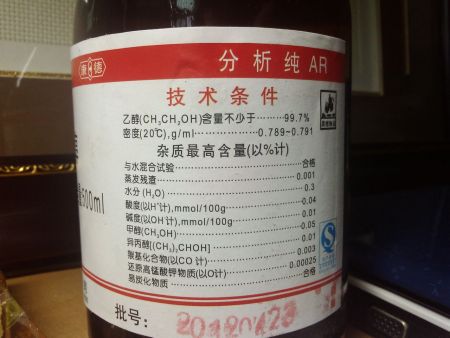 康德
分析纯 AR
技术条件
乙醇(CH₃CH₂OH)含量不少于………99.7%
密度(20℃),g/ml…………0.789~0.791
杂质最高含量(以%计)
与水混合试验…………合格
蒸发残渣…………0.001
水分 (H₂O)…………0.3
酸度(以H⁺计),mmol/100g…………0.04
碱度(以OH⁻计),mmol/100g…………0.01
甲醇(CH₃OH)…………0.05
异丙醇[(CH₃)₂CHOH]…………0.01
羰基化合物(以CO计)…………0.003
还原高锰酸钾物质(以O计)…………0.00025
易炭化物质…………合格
500ml
批号: